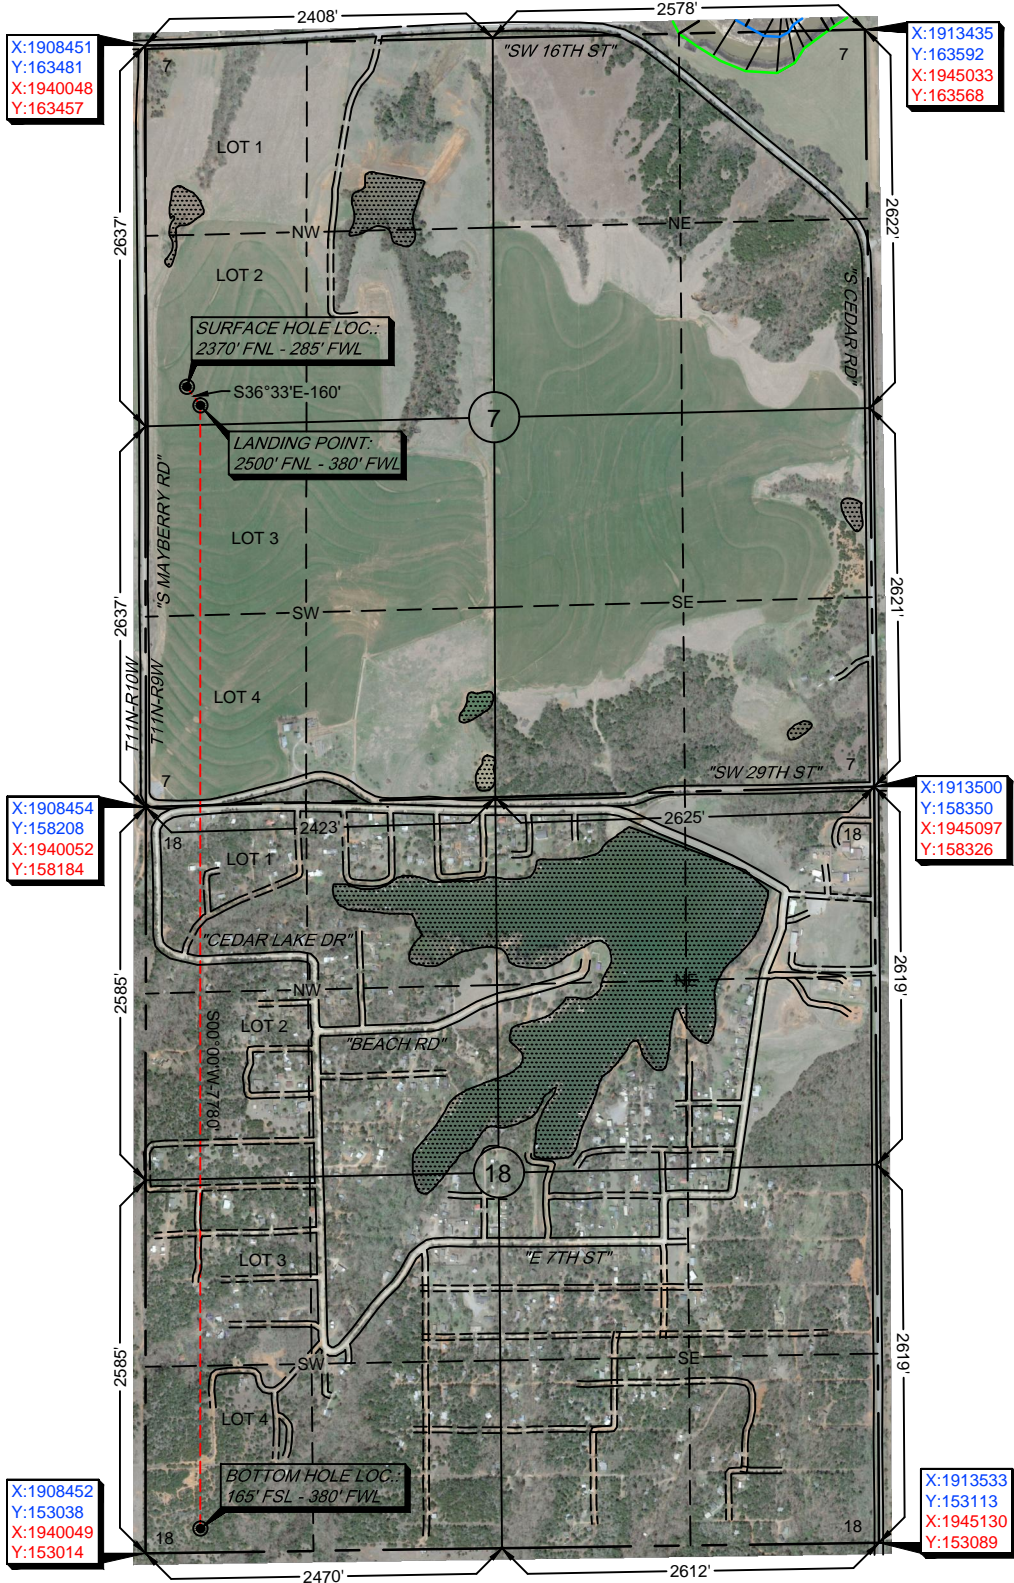 2408'
2578'
X:1908451
Y:163481
X:1940048
Y:163457
X:1913435
Y:163592
X:1945033
Y:163568
7
"SW 16TH ST"
7
LOT 1
2637'
NW
NE
2622'
LOT 2
"S CEDAR RD"
SURFACE HOLE LOC.:
2370' FNL - 285' FWL
S36°33'E-160'
7
LANDING POINT:
2500' FNL - 380' FWL
"S MAYBERRY RD"
LOT 3
2637'
SW
SE
2621'
T11N-R10W
T11N-R9W
LOT 4
7
"SW 29TH ST"
7
X:1908454
Y:158208
X:1940052
Y:158184
X:1913500
Y:158350
X:1945097
Y:158326
2423'
2625'
18
18
LOT 1
"CEDAR LAKE DR"
2585'
NW
NE
2619'
LOT 2
"BEACH RD"
S00°00'W-7780'
18
LOT 3
"E 7TH ST"
2585'
SW
SE
2619'
LOT 4
BOTTOM HOLE LOC.:
165' FSL - 380' FWL
X:1908452
Y:153038
X:1940049
Y:153014
X:1913533
Y:153113
X:1945130
Y:153089
18
18
2470'
2612'